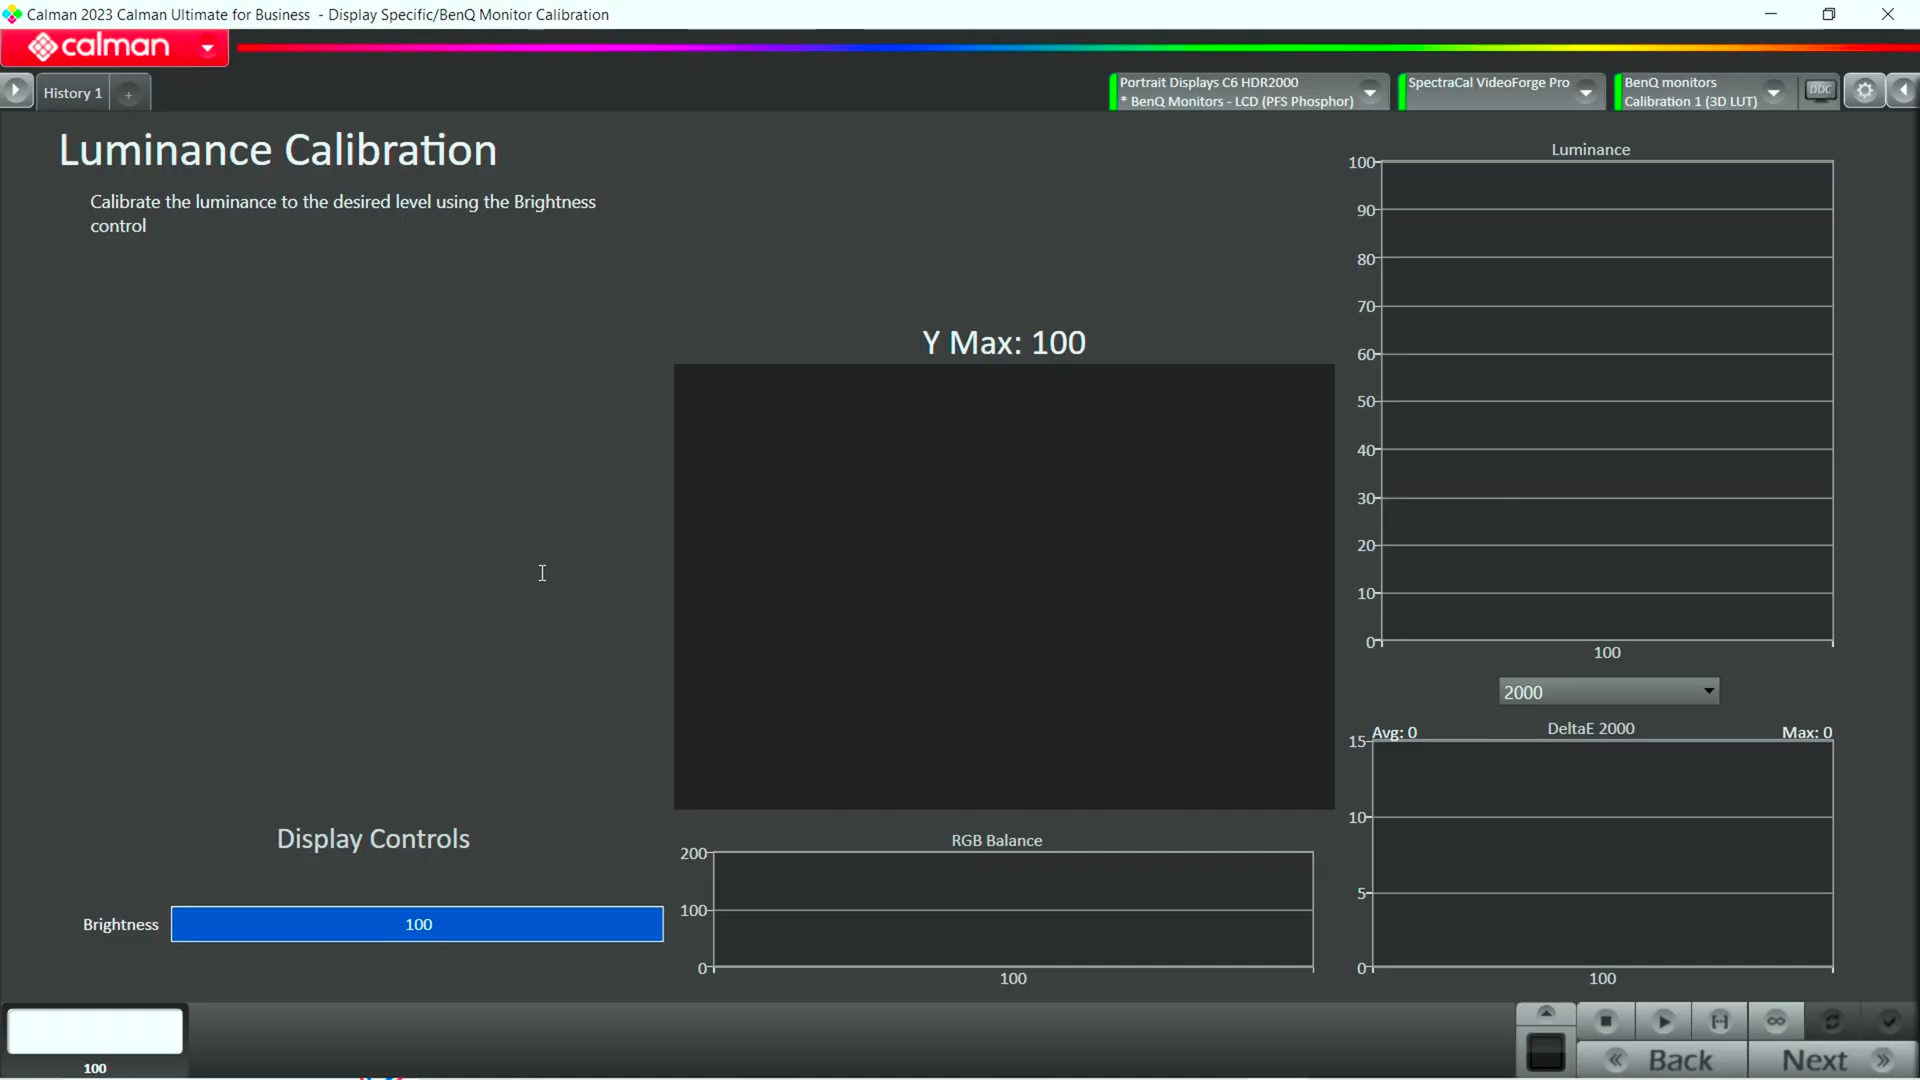 Calman 2023 Calman Ultimate for Business - Display Specific/BenQ Monitor Calibration
calman
History 1
+
Portrait Displays C6 HDR2000
* BenQ Monitors - LCD (PFS Phosphor)
SpectraCal VideoForge Pro
BenQ monitors
Calibration 1 (3D LUT)
DDC
Luminance Calibration
Calibrate the luminance to the desired level using the Brightness
control
Y Max: 100
Luminance
100
90
80
70
60
50
40
30
20
10
0
100
2000
DeltaE 2000
Avg: 0
Max: 0
15
10
5
0
100
RGB Balance
200
100
0
100
Display Controls
Brightness
100
100
Back
Next